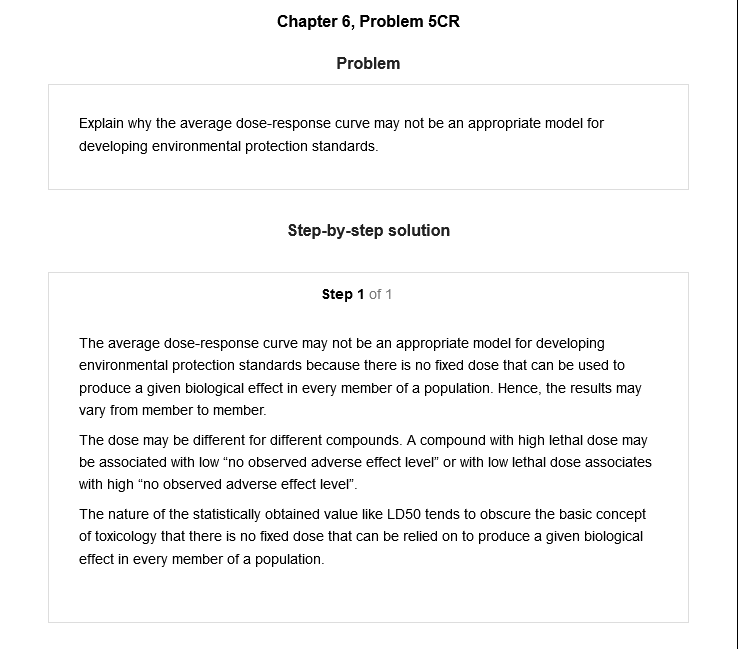 Chapter 6, Problem 5CR
Problem
Explain why the average dose-response curve may not be an appropriate model for
developing environmental protection standards.
Step-by-step solution
Step 1 of 1
The average dose-response curve may not be an appropriate model for developing
environmental protection standards because there is no fixed dose that can be used to
produce a given biological effect in every member of a population. Hence, the results may
vary from member to member.
The dose may be different for different compounds. A compound with high lethal dose may
be associated with low “no observed adverse effect level” or with low lethal dose associates
with high “no observed adverse effect level”.
The nature of the statistically obtained value like LD50 tends to obscure the basic concept
of toxicology that there is no fixed dose that can be relied on to produce a given biological
effect in every member of a population.